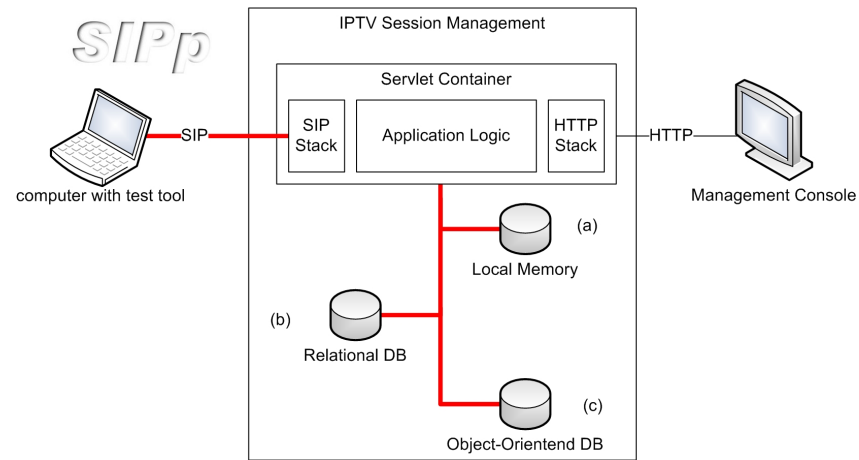 SIPp
IPTV Session Management
Servlet Container
SIP
Stack
Application Logic
HTTP
Stack
SIP
HTTP
computer with test tool
Management Console
(a)
Local Memory
(b)
Relational DB
(c)
Object-Orientend DB